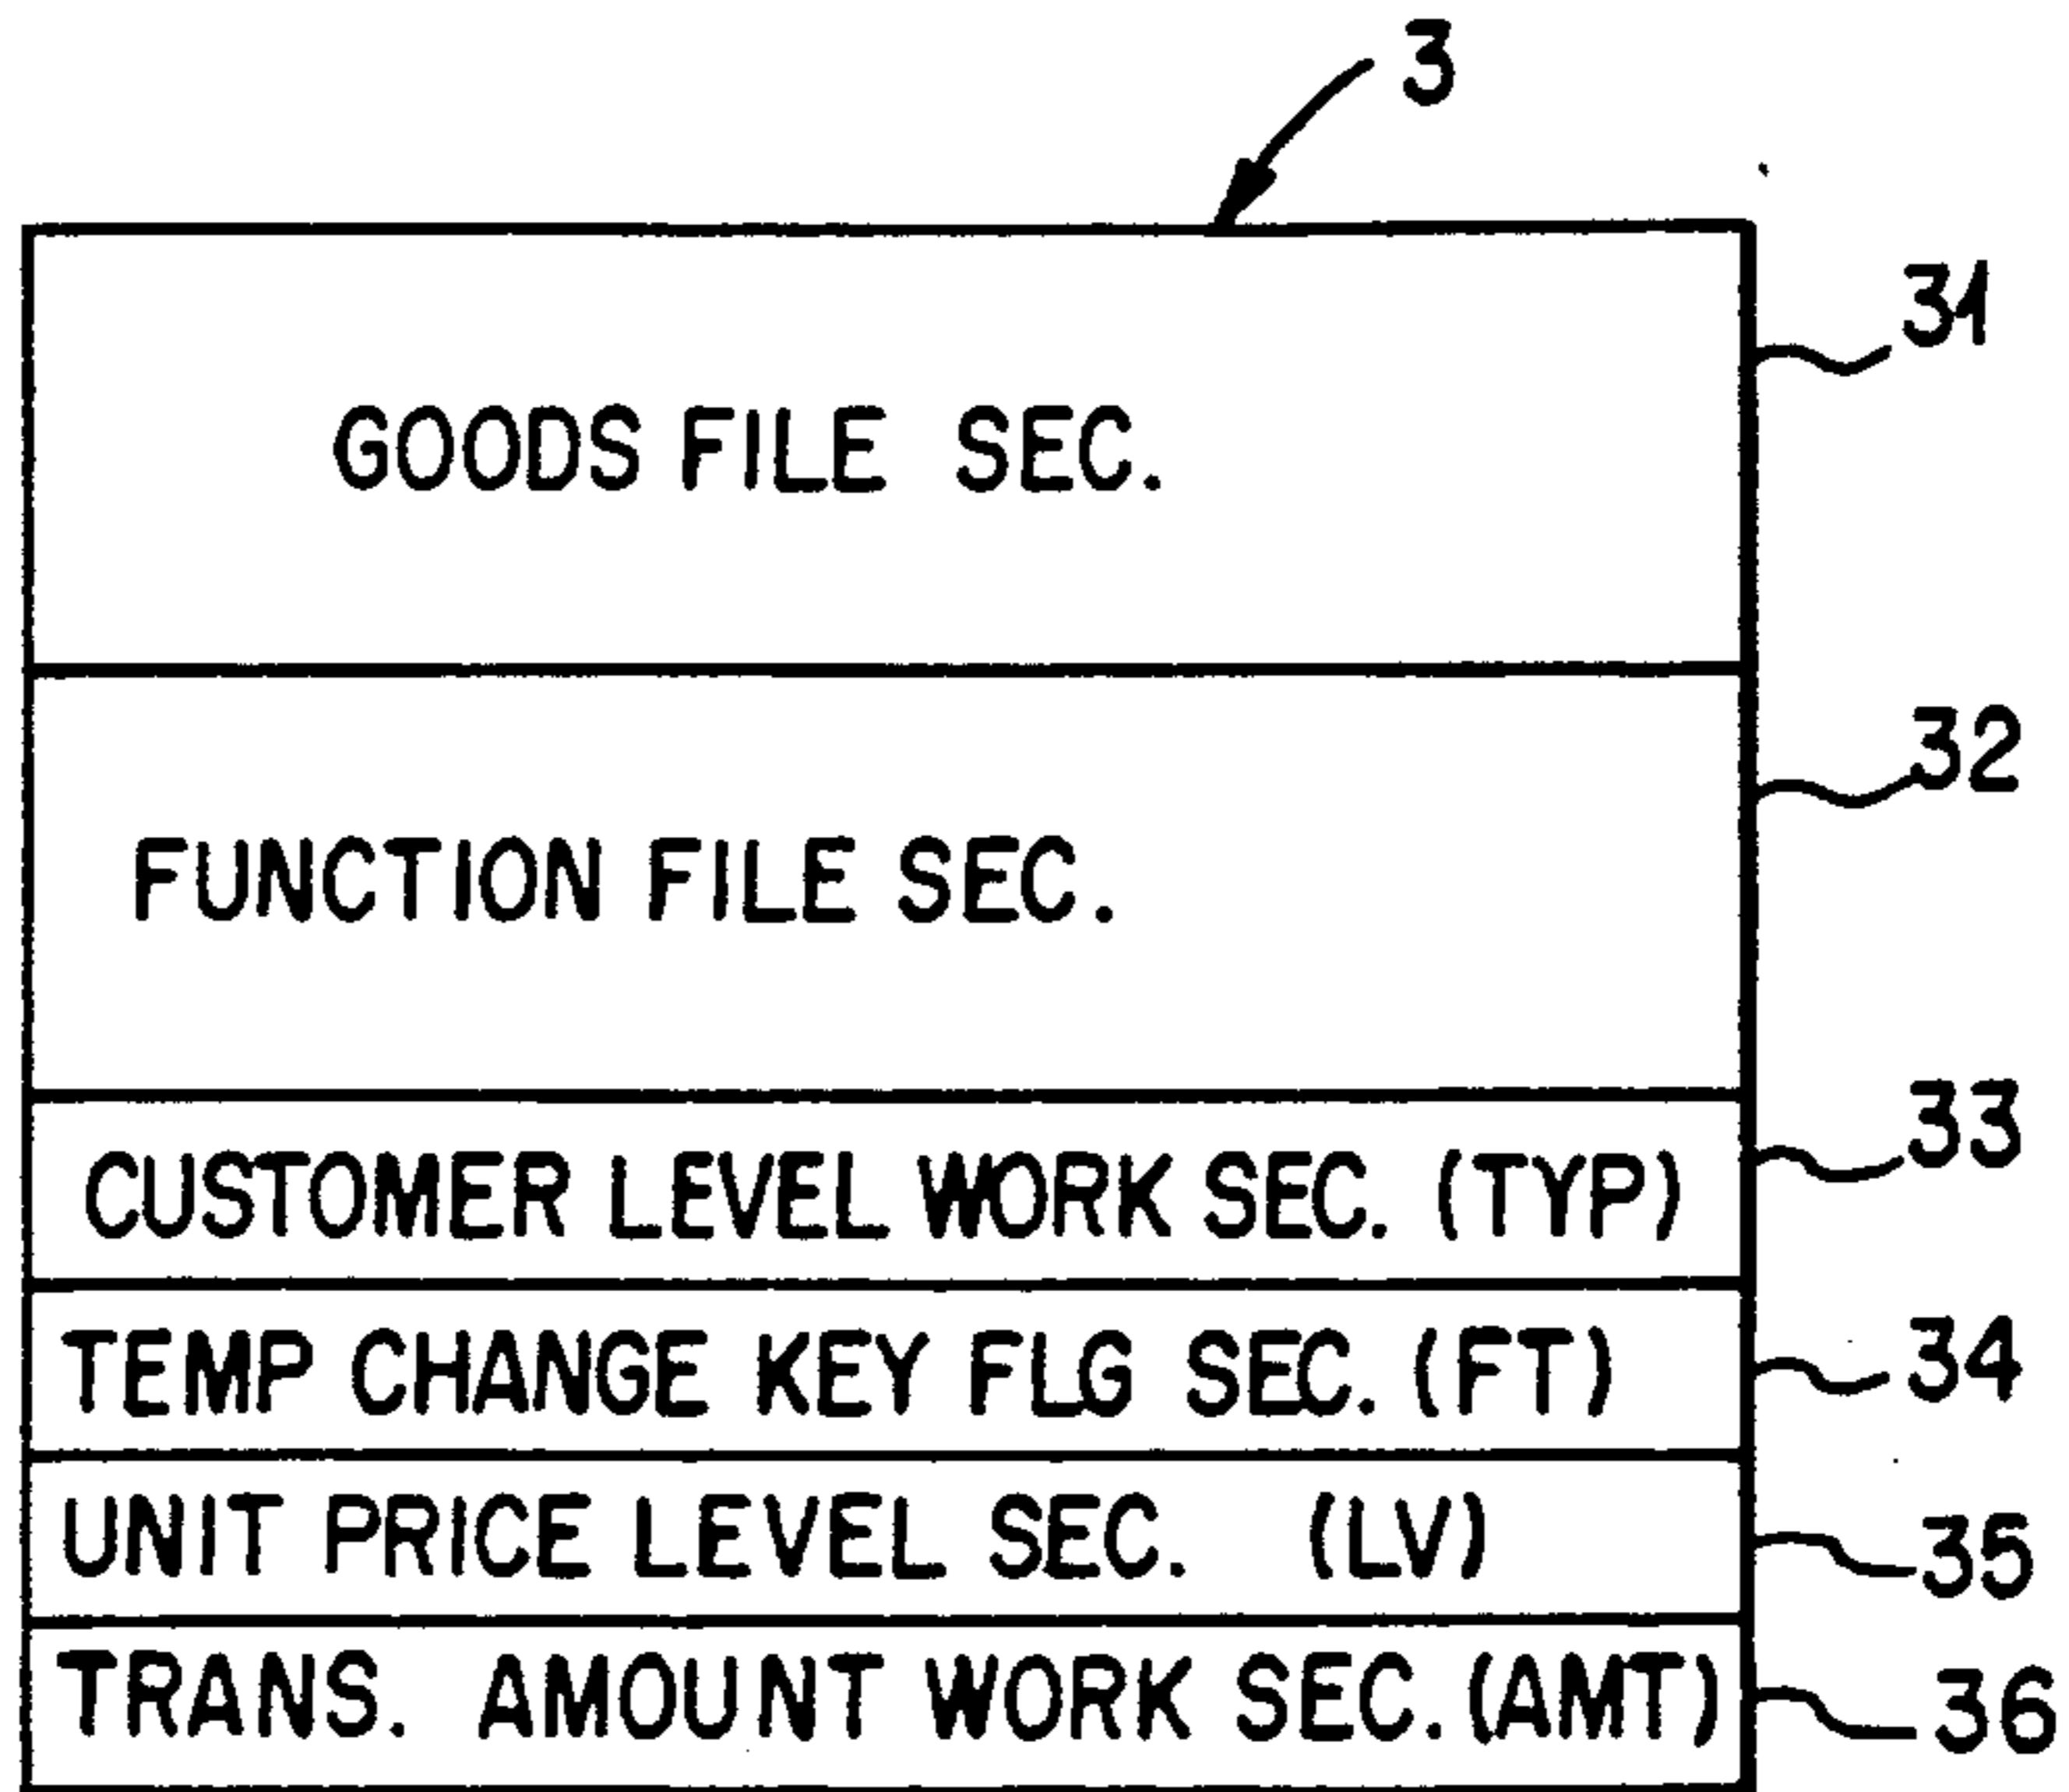 3
31
GOODS FILE SEC.
32
FUNCTION FILE SEC.
33
CUSTOMER LEVEL WORK SEC. (TYP)
TEMP CHANGE KEY FLG SEC. (FT) 34
UNIT PRICE LEVEL SEC. (LV) 35
TRANS. AMOUNT WORK SEC. (AMT) 36